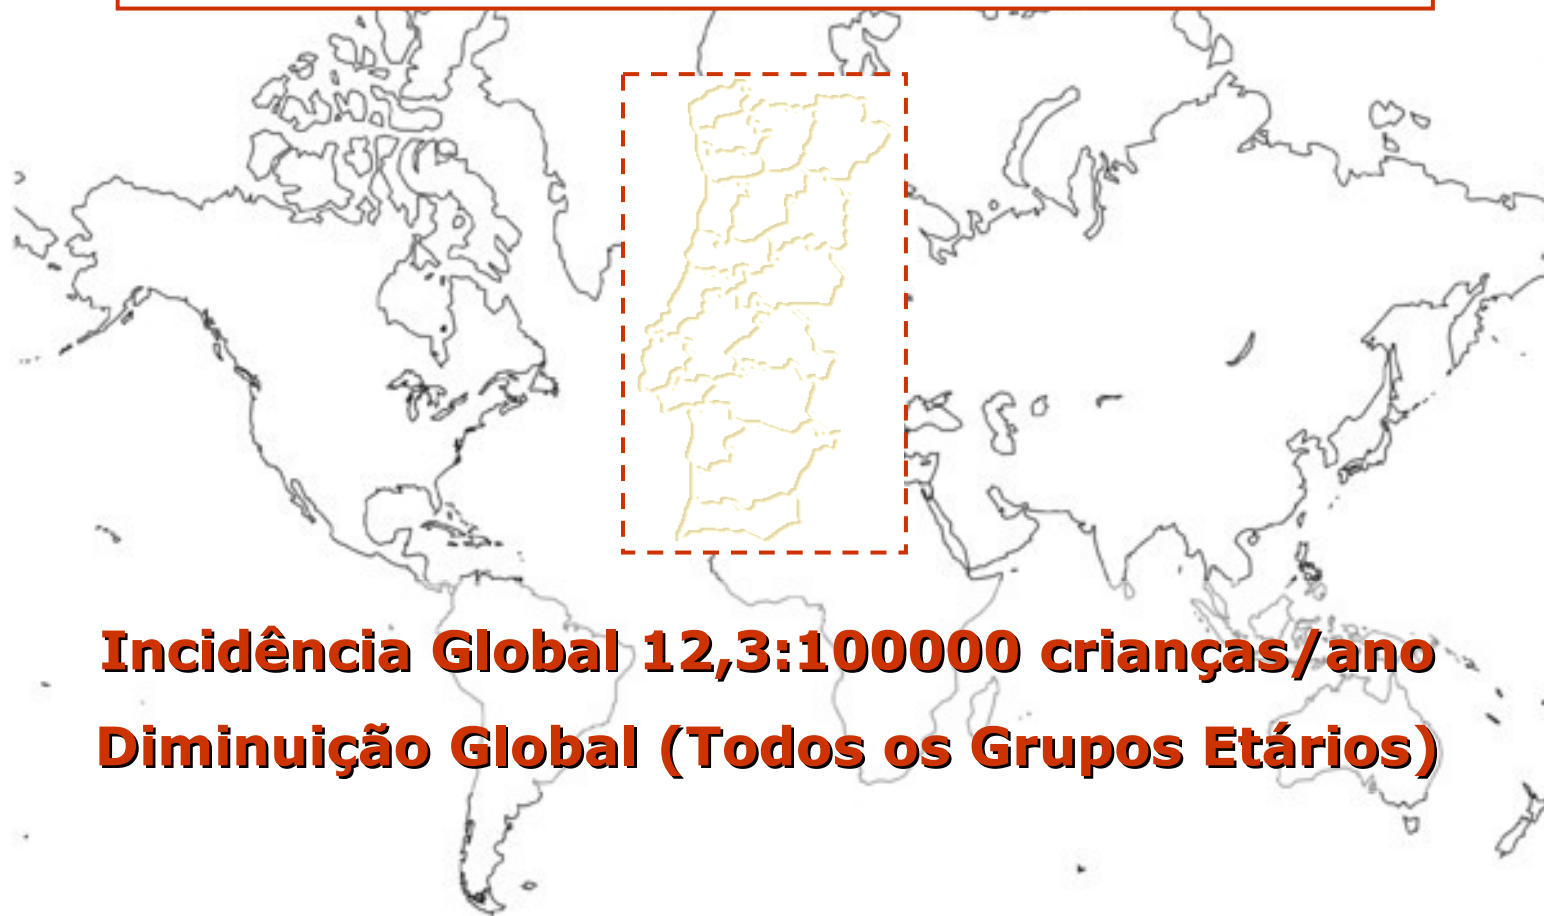 Incidência Global 12,3:100000 crianças/ano
Diminuição Global (Todos os Grupos Etários)